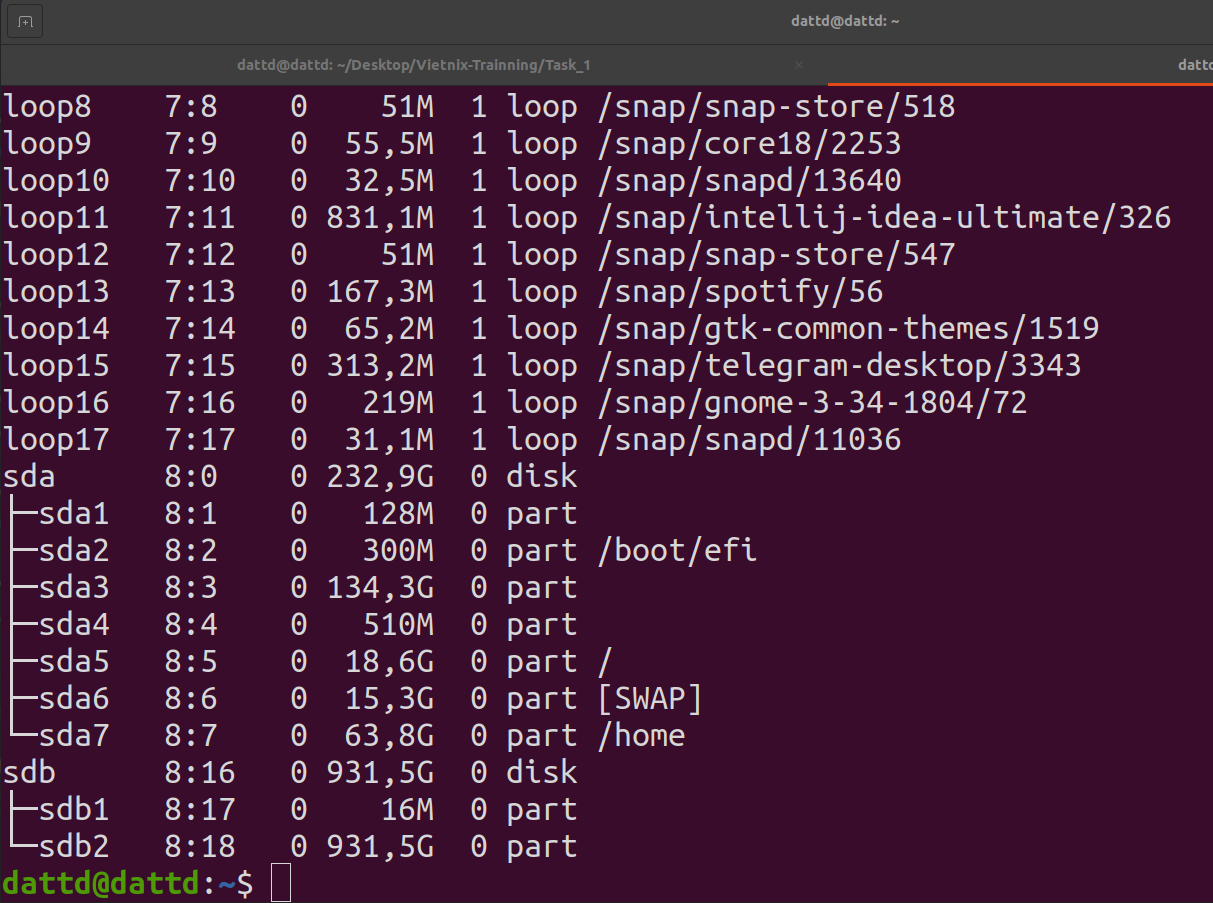 dattd@dattd: ~
dattd@dattd: ~/Desktop/Vietnix-Trainning/Task_1 × dattd
loop8 7:8 0 51M 1 loop /snap/snap-store/518
loop9 7:9 0 55,5M 1 loop /snap/core18/2253
loop10 7:10 0 32,5M 1 loop /snap/snapd/13640
loop11 7:11 0 831,1M 1 loop /snap/intellij-idea-ultimate/326
loop12 7:12 0 51M 1 loop /snap/snap-store/547
loop13 7:13 0 167,3M 1 loop /snap/spotify/56
loop14 7:14 0 65,2M 1 loop /snap/gtk-common-themes/1519
loop15 7:15 0 313,2M 1 loop /snap/telegram-desktop/3343
loop16 7:16 0 219M 1 loop /snap/gnome-3-34-1804/72
loop17 7:17 0 31,1M 1 loop /snap/snapd/11036
sda 8:0 0 232,9G 0 disk
├─sda1 8:1 0 128M 0 part
├─sda2 8:2 0 300M 0 part /boot/efi
├─sda3 8:3 0 134,3G 0 part
├─sda4 8:4 0 510M 0 part
├─sda5 8:5 0 18,6G 0 part /
├─sda6 8:6 0 15,3G 0 part [SWAP]
└─sda7 8:7 0 63,8G 0 part /home
sdb 8:16 0 931,5G 0 disk
├─sdb1 8:17 0 16M 0 part
└─sdb2 8:18 0 931,5G 0 part
dattd@dattd:~$